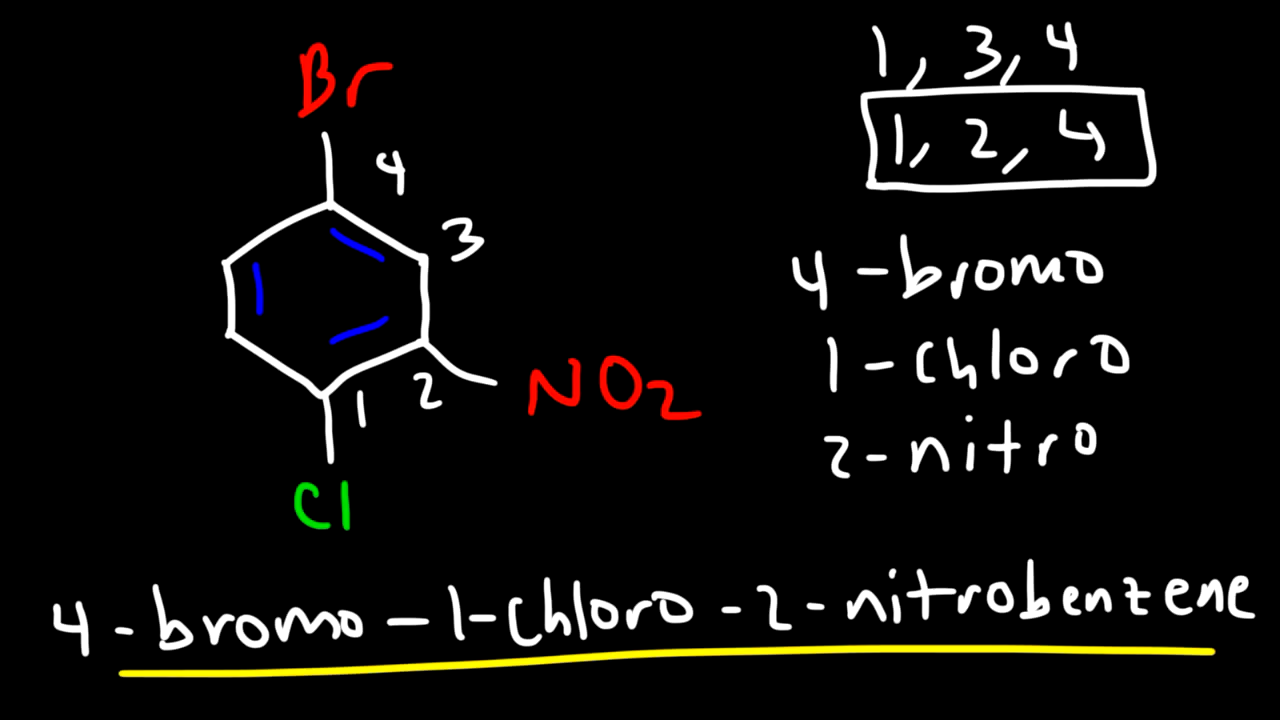 Br
4
3
1
2
NO2
Cl
1, 3, 4
1, 2, 4
4-bromo
1-chloro
2-nitro
4-bromo-1-chloro-2-nitrobenzene